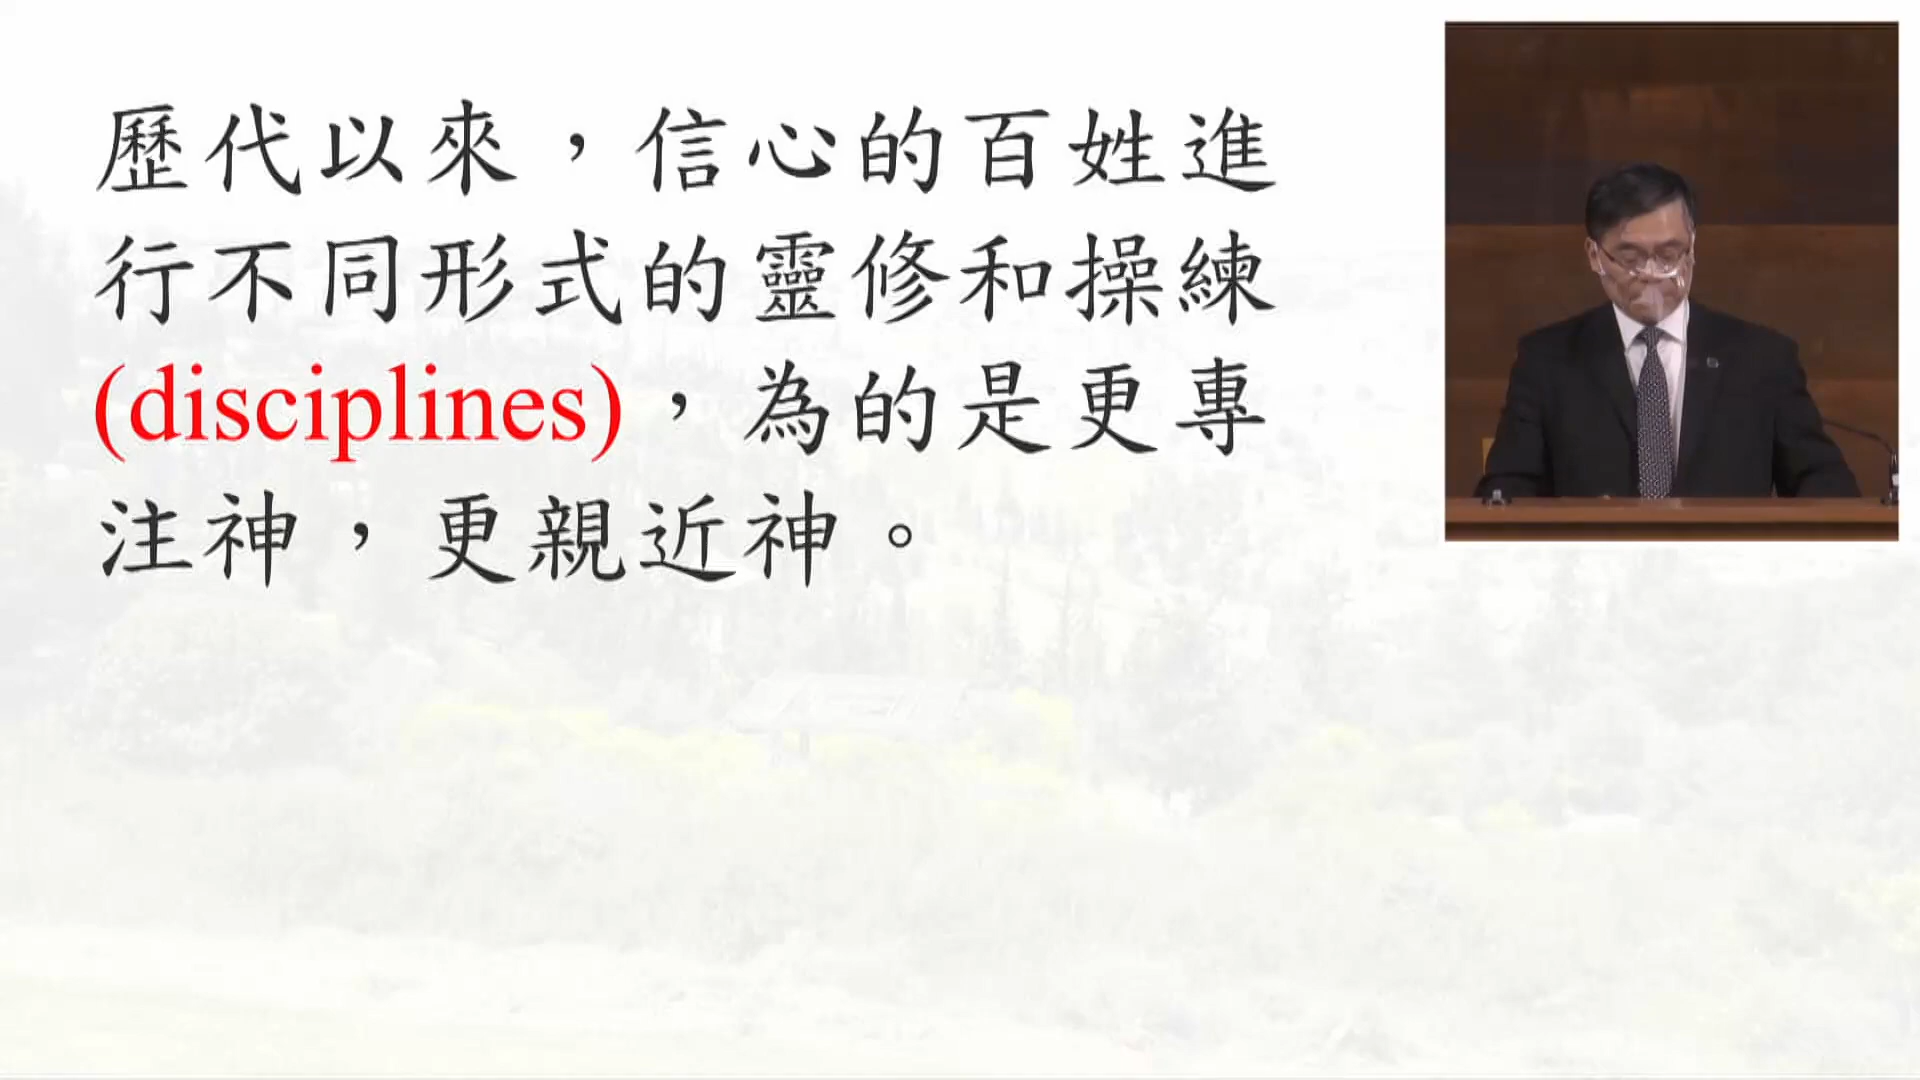 歷代以來，信心的百姓進
行不同形式的靈修和操練
(disciplines)，為的是更專
注神，更親近神。